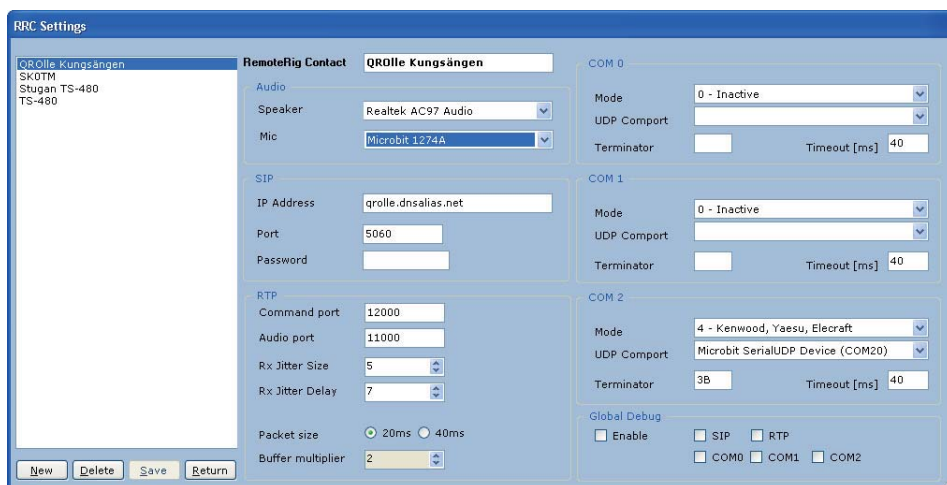 RRC Settings
QROlle Kungsängen
SK0TM
Stugan TS-480
TS-480
New Delete Save Return
RemoteRig Contact QROlle Kungsängen
Audio
Speaker Realtek AC97 Audio
Mic Microbit 1274A
SIP
IP Address qrolle.dnsalias.net
Port 5060
Password
RTP
Command port 12000
Audio port 11000
Rx Jitter Size 5
Rx Jitter Delay 7
Packet size 20ms 40ms
Buffer multiplier 2
COM 0
Mode 0 - Inactive
UDP Comport
Terminator Timeout [ms] 40
COM 1
Mode 0 - Inactive
UDP Comport
Terminator Timeout [ms] 40
COM 2
Mode 4 - Kenwood, Yaesu, Elecraft
UDP Comport Microbit SerialUDP Device (COM20)
Terminator 3B Timeout [ms] 40
Global Debug
Enable SIP RTP
COM0 COM1 COM2